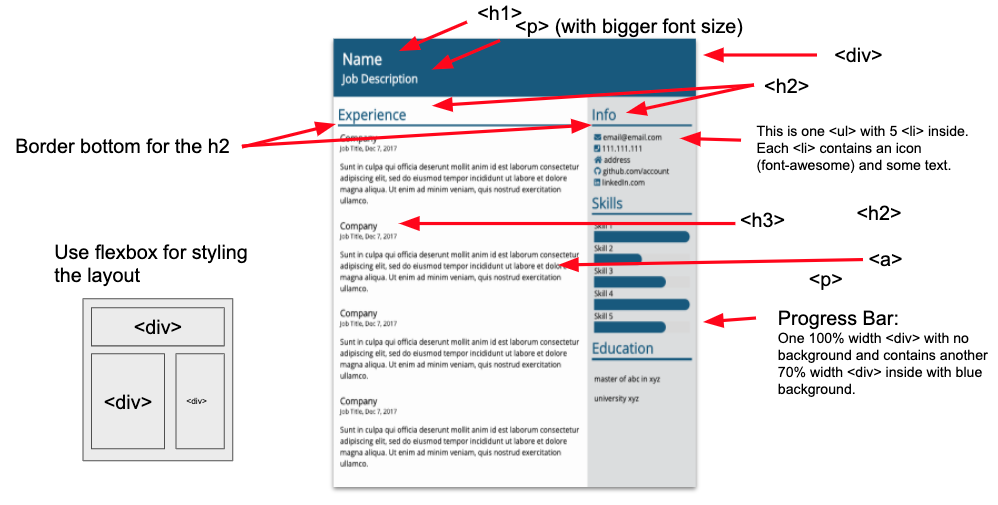 <h1>
<p> (with bigger font size)
Name
Job Description
<div>
<h2>
Experience
Info
Border bottom for the h2
Company
Job Title, Dec 7, 2017
Sunt in culpa qui officia deserunt mollit anim id est laborum consectetur
adipiscing elit, sed do eiusmod tempor incididunt ut labore et dolore
magna aliqua. Ut enim ad minim veniam, quis nostrud exercitation
ullamco.
email@email.com
111.111.111
address
github.com/account
linkedin.com
This is one <ul> with 5 <li> inside.
Each <li> contains an icon
(font-awesome) and some text.
Skills
Company
Job Title, Dec 7, 2017
Sunt in culpa qui officia deserunt mollit anim id est laborum consectetur
adipiscing elit, sed do eiusmod tempor incididunt ut labore et dolore
magna aliqua. Ut enim ad minim veniam, quis nostrud exercitation
ullamco.
Skill 1
Skill 2
Skill 3
Skill 4
Skill 5
<h3>
<h2>
<a>
<p>
Use flexbox for styling
the layout
<div>
<div>
<div>
Company
Job Title, Dec 7, 2017
Sunt in culpa qui officia deserunt mollit anim id est laborum consectetur
adipiscing elit, sed do eiusmod tempor incididunt ut labore et dolore
magna aliqua. Ut enim ad minim veniam, quis nostrud exercitation
ullamco.
Progress Bar:
One 100% width <div> with no
background and contains another
70% width <div> inside with blue
background.
Education
master of abc in xyz
university xyz
Company
Job Title, Dec 7, 2017
Sunt in culpa qui officia deserunt mollit anim id est laborum consectetur
adipiscing elit, sed do eiusmod tempor incididunt ut labore et dolore
magna aliqua. Ut enim ad minim veniam, quis nostrud exercitation
ullamco.